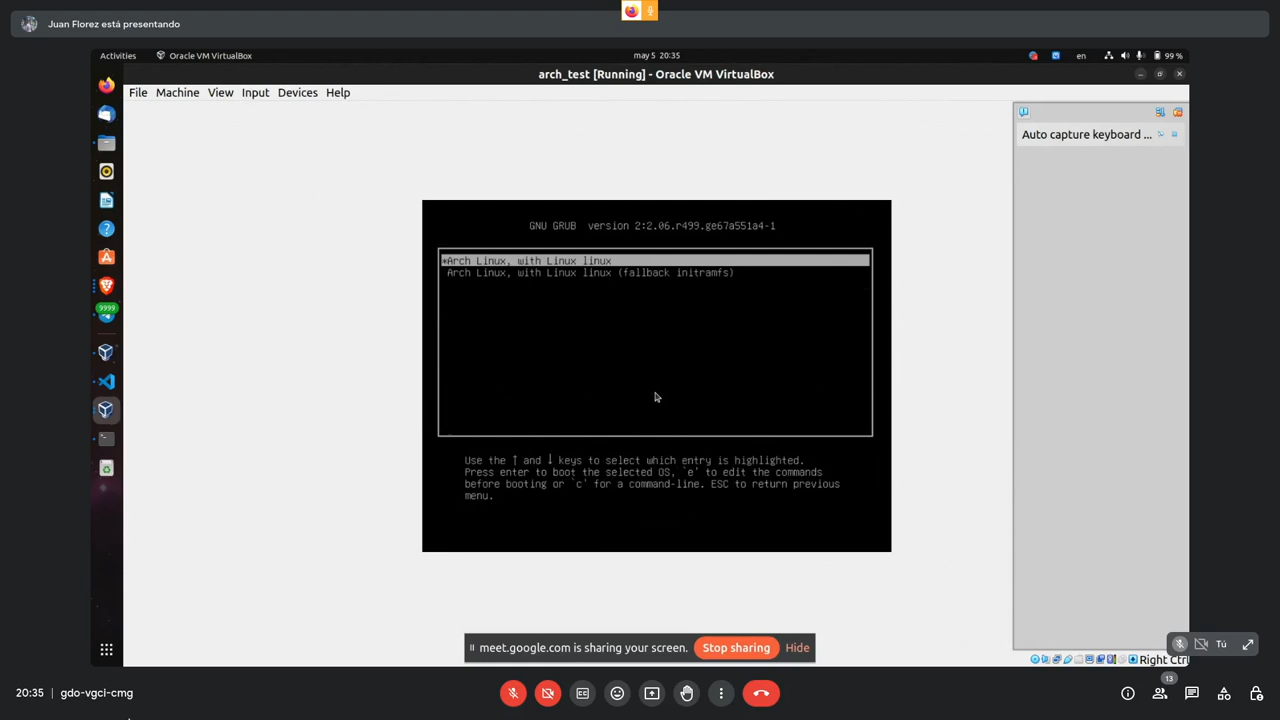 Juan Florez está presentando
Activities
Oracle VM VirtualBox
may 5 20:35
en
99 %
arch_test [Running] - Oracle VM VirtualBox
File Machine View Input Devices Help
Auto capture keyboard ...
GNU GRUB version 2:2.06.r499.ge67a551a4-1
*Arch Linux, with Linux linux
Arch Linux, with Linux linux (fallback initramfs)
Use the ↑ and ↓ keys to select which entry is highlighted.
Press enter to boot the selected OS, `e' to edit the commands
before booting or `c' for a command-line. ESC to return previous
menu.
9999
meet.google.com is sharing your screen.
Stop sharing
Hide
Tú
Right Ctrl
20:35
gdo-vgci-cmg
13